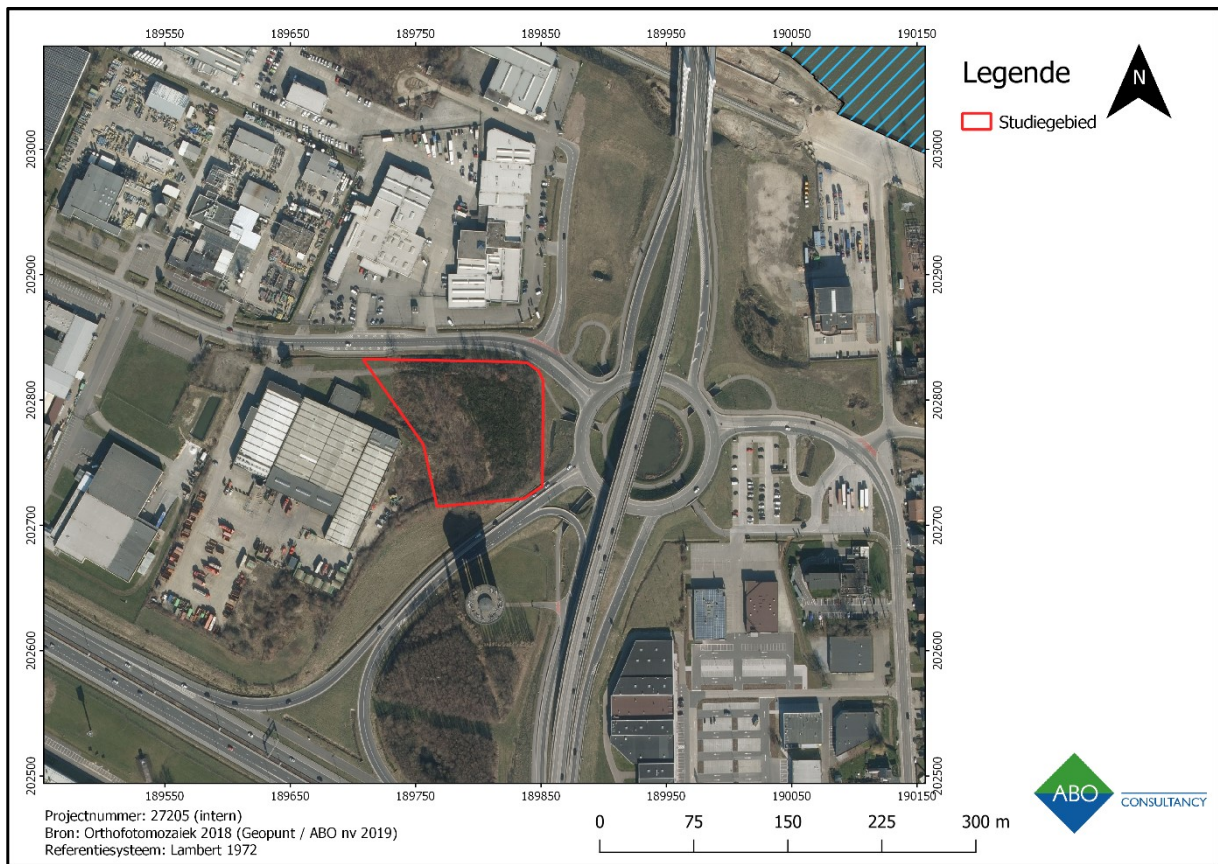 189550 189650 189750 189850 189950 190050 190150
Legende
N
Studiegebied
203000 203000
202900 202900
202800 202800
202700 202700
202600 202600
202500 202500
189550 189650 189750 189850 189950 190050 190150
Projectnummer: 27205 (intern)
Bron: Orthofotomozaiek 2018 (Geopunt / ABO nv 2019)
Referentiesysteem: Lambert 1972
0 75 150 225 300 m
ABO CONSULTANCY